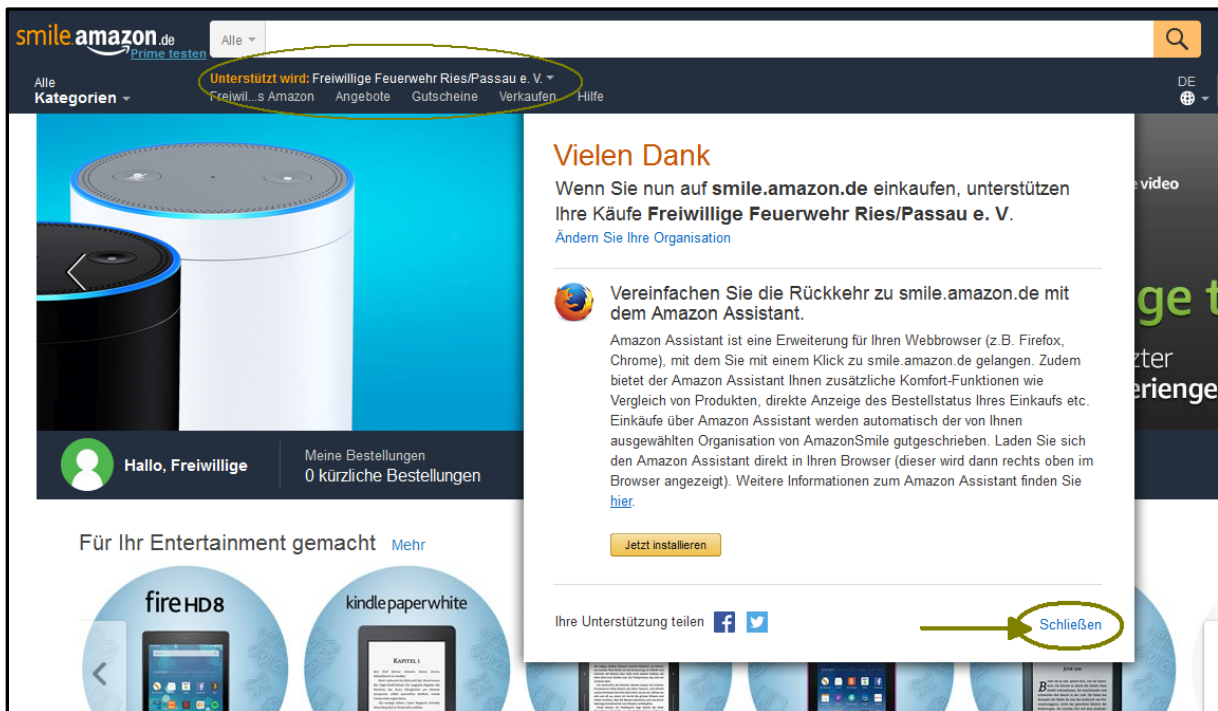 smile.amazon.de
Prime testen
Alle
Alle
Kategorien
Unterstützt wird: Freiwillige Feuerwehr Ries/Passau e. V.
Freiwil...s Amazon Angebote Gutscheine Verkaufen Hilfe
DE
Vielen Dank
Wenn Sie nun auf smile.amazon.de einkaufen, unterstützen
Ihre Käufe Freiwillige Feuerwehr Ries/Passau e. V.
Ändern Sie Ihre Organisation
Vereinfachen Sie die Rückkehr zu smile.amazon.de mit
dem Amazon Assistant.
Amazon Assistant ist eine Erweiterung für Ihren Webbrowser (z.B. Firefox,
Chrome), mit dem Sie mit einem Klick zu smile.amazon.de gelangen. Zudem
bietet der Amazon Assistant Ihnen zusätzliche Komfort-Funktionen wie
Vergleich von Produkten, direkte Anzeige des Bestellstatus Ihres Einkaufs etc.
Einkäufe über Amazon Assistant werden automatisch der von Ihnen
ausgewählten Organisation von AmazonSmile gutgeschrieben. Laden Sie sich
den Amazon Assistant direkt in Ihren Browser (dieser wird dann rechts oben im
Browser angezeigt). Weitere Informationen zum Amazon Assistant finden Sie
hier.
Jetzt installieren
Ihre Unterstützung teilen
Schließen
video
ge t
zter
erienge
Hallo, Freiwillige
Meine Bestellungen
0 kürzliche Bestellungen
Für Ihr Entertainment gemacht Mehr
fire HD8
kindle paperwhite
KAPITEL 1